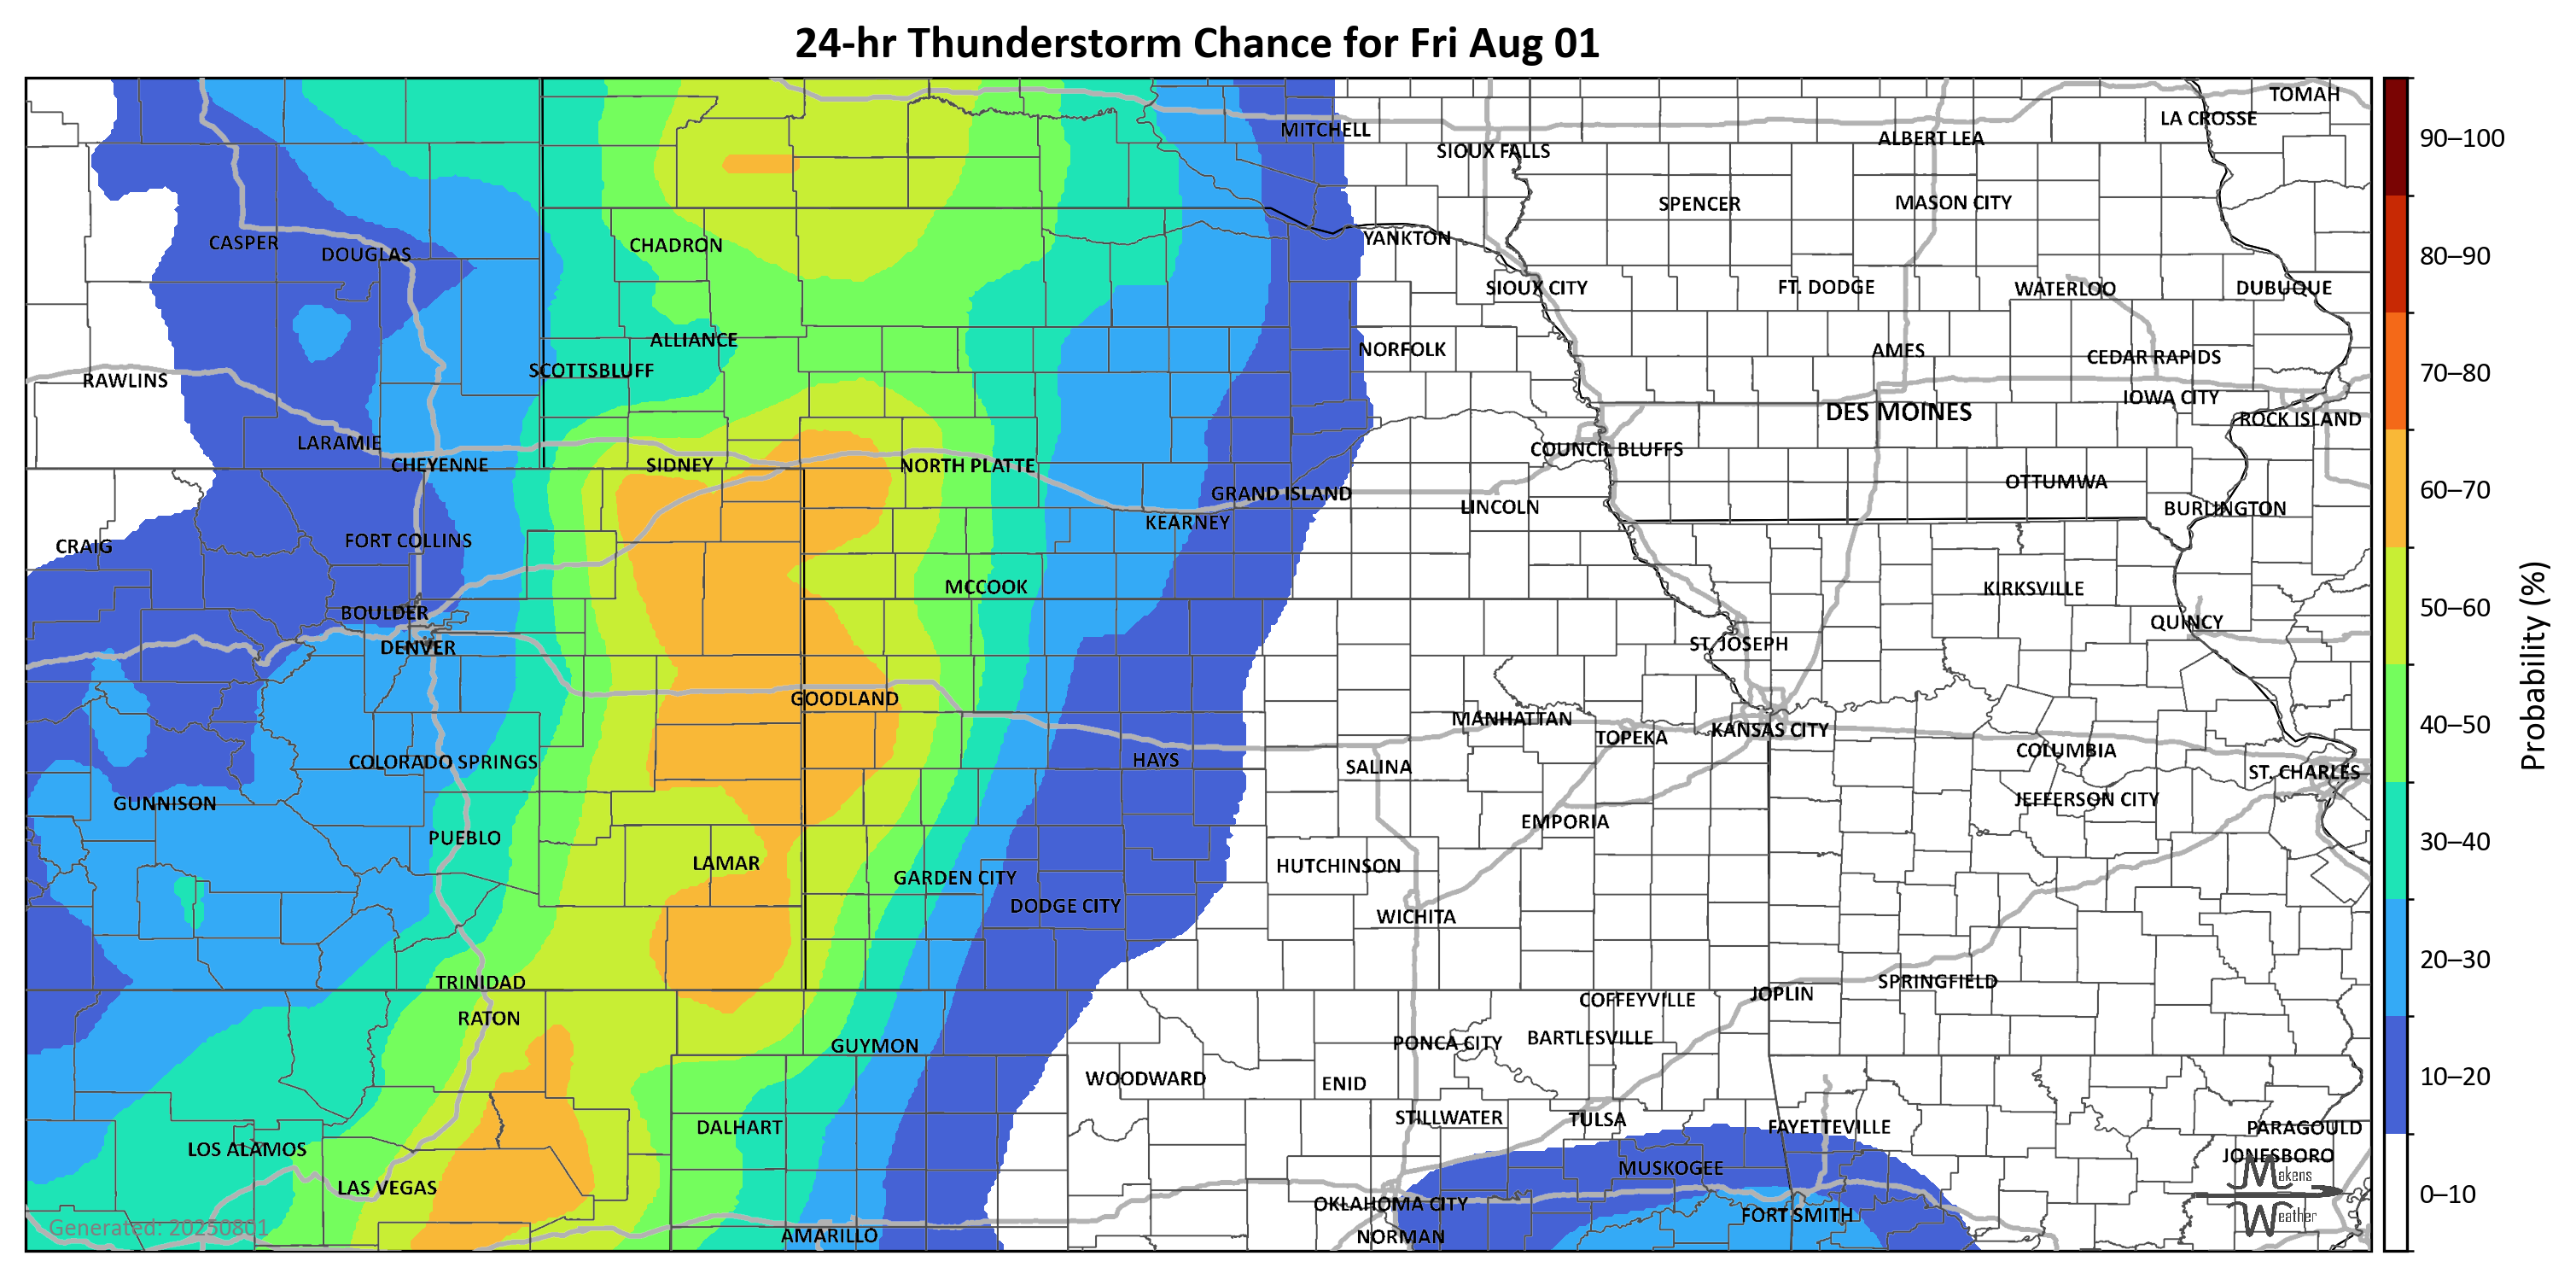 24-hr Thunderstorm Chance for Fri Aug 01
TOMAH
LA CROSSE
MITCHELL
ALBERT LEA
90–100
SIOUX FALLS
SPENCER
MASON CITY
CASPER
DOUGLAS
CHADRON
YANKTON
80–90
SIOUX CITY
FT. DODGE
WATERLOO
DUBUQUE
ALLIANCE
NORFOLK
AMES
CEDAR RAPIDS
SCOTTSBLUFF
RAWLINS
70–80
IOWA CITY
DES MOINES
ROCK ISLAND
LARAMIE
COUNCIL BLUFFS
CHEYENNE
SIDNEY
NORTH PLATTE
OTTUMWA
GRAND ISLAND
60–70
LINCOLN
BURLINGTON
KEARNEY
CRAIG
FORT COLLINS
MCCOOK
KIRKSVILLE
BOULDER
50–60
QUINCY
DENVER
ST. JOSEPH
Probability (%)
GOODLAND
MANHATTAN
TOPEKA
KANSAS CITY
40–50
COLORADO SPRINGS
HAYS
SALINA
COLUMBIA
ST. CHARLES
GUNNISON
JEFFERSON CITY
EMPORIA
PUEBLO
30–40
LAMAR
GARDEN CITY
HUTCHINSON
DODGE CITY
WICHITA
20–30
TRINIDAD
SPRINGFIELD
JOPLIN
COFFEYVILLE
RATON
GUYMON
PONCA CITY
BARTLESVILLE
WOODWARD
ENID
10–20
DALHART
STILLWATER
TULSA
FAYETTEVILLE
PARAGOULD
LOS ALAMOS
JONESBORO
MUSKOGEE
Makens
LAS VEGAS
OKLAHOMA CITY
0–10
FORT SMITH
Weather
Generated: 20250801
AMARILLO
NORMAN